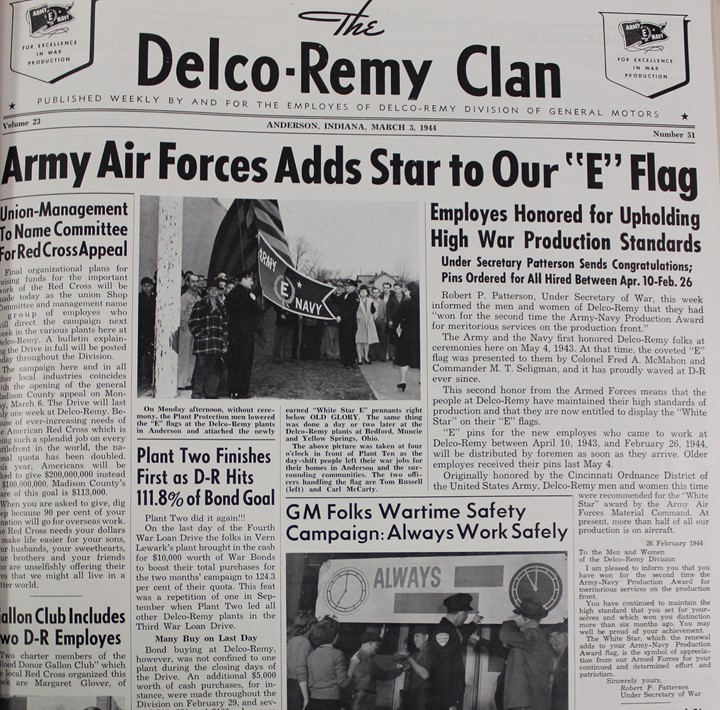 The
Delco-Remy Clan
ARMY E NAVY
FOR EXCELLENCE
IN WAR
PRODUCTION
ARMY E NAVY
FOR EXCELLENCE
IN WAR
PRODUCTION
PUBLISHED WEEKLY BY AND FOR THE EMPLOYES OF DELCO-REMY DIVISION OF GENERAL MOTORS
Volume 23
ANDERSON, INDIANA, MARCH 3, 1944
Number 51
Army Air Forces Adds Star to Our "E" Flag
Union-Management
To Name Committee
For Red Cross Appeal
Final organizational plans for
raising funds for the important
work of the Red Cross will be
made today as the union Shop
Committee and management name
group of employes who
will direct the campaign next
week in the various plants here at
Delco-Remy. A bulletin explain-
ing the Drive in full will be posted
today throughout the Division.
The campaign here and in all
other local industries coincides
with the opening of the general
Madison County appeal on Mon-
day, March 6. The Drive will last
only one week at Delco-Remy. Be-
cause of ever-increasing needs of
the American Red Cross which is
doing such a splendid job on every
battlefront in the world, the na-
tional quota has been doubled.
This year, Americans will be
asked to give $200,000,000 instead
of $100,000,000. Madison County's
share of this goal is $113,000.
When you are asked to give, dig
deep because 90 per cent of your
donation will go for overseas work.
The Red Cross needs your dollars
to make life easier for your sons,
your husbands, your sweethearts,
your brothers and your friends
who are unselfishly offering their
lives that we might all live in a
better world.
Gallon Club Includes
Two D-R Employes
Two charter members of the
"Blood Donor Gallon Club" which
the local Red Cross organized this
week are Margaret Glover, of
ARMY E NAVY
On Monday afternoon, without cere-
mony, the Plant Protection men lowered
the "E" flags at the Delco-Remy plants
in Anderson and attached the newly
earned "White Star E" pennants right
below OLD GLORY. The same thing
was done a day or two later at the
Delco-Remy plants at Bedford, Muncie
and Yellow Springs, Ohio.
The above picture was taken at four
o'clock in front of Plant Ten as the
day-shift people left their war jobs for
their homes in Anderson and the sur-
rounding communities. The two offi-
cers handling the flag are Tom Russell
(left) and Carl McCarty.
Plant Two Finishes
First as D-R Hits
111.8% of Bond Goal
Plant Two did it again!!!
On the last day of the Fourth
War Loan Drive the folks in Vern
Lewark's plant brought in the cash
for $10,000 worth of War Bonds
to boost their total purchases for
the two months' campaign to 124.3
per cent of their quota. This feat
was a repetition of one in Sep-
tember when Plant Two led all
other Delco-Remy plants in the
Third War Loan Drive.
Many Buy on Last Day
Bond buying at Delco-Remy,
however, was not confined to one
plant during the closing days of
the Drive. An additional $5,000
worth of cash purchases, for in-
stance, were made throughout the
Division on February 29, and sev-
GM Folks Wartime Safety
Campaign: Always Work Safely
ALWAYS
Employes Honored for Upholding
High War Production Standards
Under Secretary Patterson Sends Congratulations;
Pins Ordered for All Hired Between Apr. 10-Feb. 26
Robert P. Patterson, Under Secretary of War, this week
informed the men and women of Delco-Remy that they had
"won for the second time the Army-Navy Production Award
for meritorious services on the production front."
The Army and the Navy first honored Delco-Remy folks at
ceremonies here on May 4, 1943. At that time, the coveted "E"
flag was presented to them by Colonel Fred A. McMahon and
Commander M. T. Seligman, and it has proudly waved at D-R
ever since.
This second honor from the Armed Forces means that the
people at Delco-Remy have maintained their high standards of
production and that they are now entitled to display the "White
Star" on their "E" flags.
"E" pins for the new employes who came to work at
Delco-Remy between April 10, 1943, and February 26, 1944,
will be distributed by foremen as soon as they arrive. Older
employes received their pins last May 4.
Originally honored by the Cincinnati Ordnance District of
the United States Army, Delco-Remy men and women this time
were recommended for the "White
Star" award by the Army Air
Forces Material Command. At
present, more than half of all our
production is on aircraft.
26 February 1944
To the Men and Women
of the Delco-Remy Division
I am pleased to inform you that you
have won for the second time the
Army-Navy Production Award for
meritorious services on the production
front.
You have continued to maintain the
high standard that you set for your-
selves and which won you distinction
more than six months ago. You may
well be proud of your achievement.
The White Star, which the renewal
adds to your Army-Navy Production
Award flag, is the symbol of apprecia-
tion from our Armed Forces for your
continued and determined effort and
patriotism.
Sincerely yours,
Robert P. Patterson
Under Secretary of War